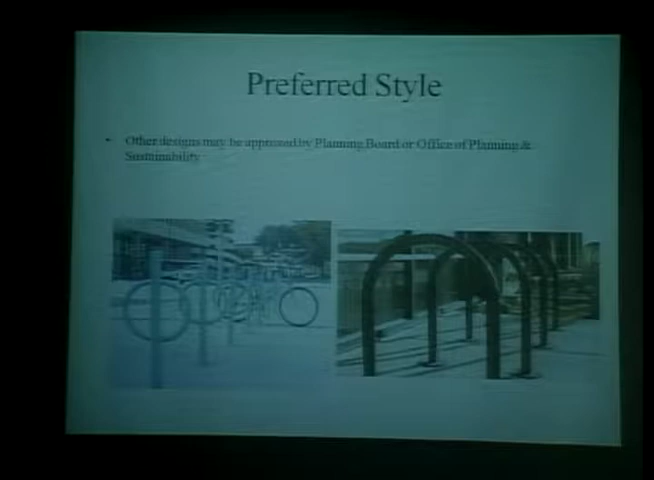 Preferred Style
• Other designs may be approved by Planning Board or Office of Planning &
Sustainability